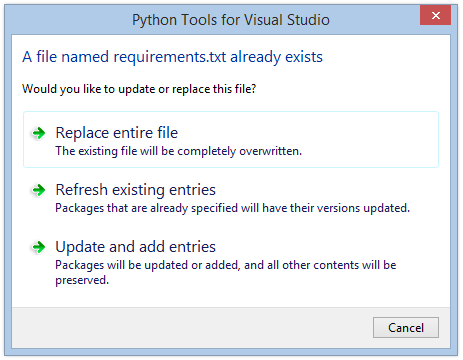 Python Tools for Visual Studio
A file named requirements.txt already exists
Would you like to update or replace this file?
Replace entire file
The existing file will be completely overwritten.
Refresh existing entries
Packages that are already specified will have their versions updated.
Update and add entries
Packages will be updated or added, and all other contents will be
preserved.
Cancel